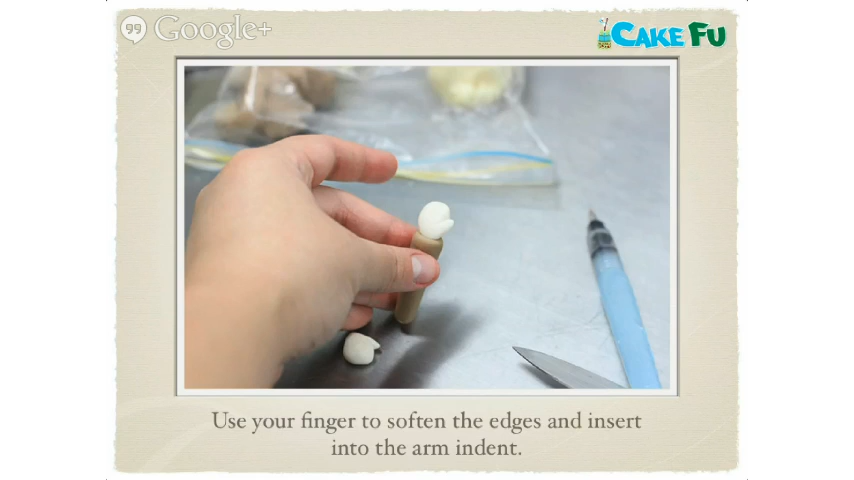 Google+
CAKE FU
Use your finger to soften the edges and insert
into the arm indent.